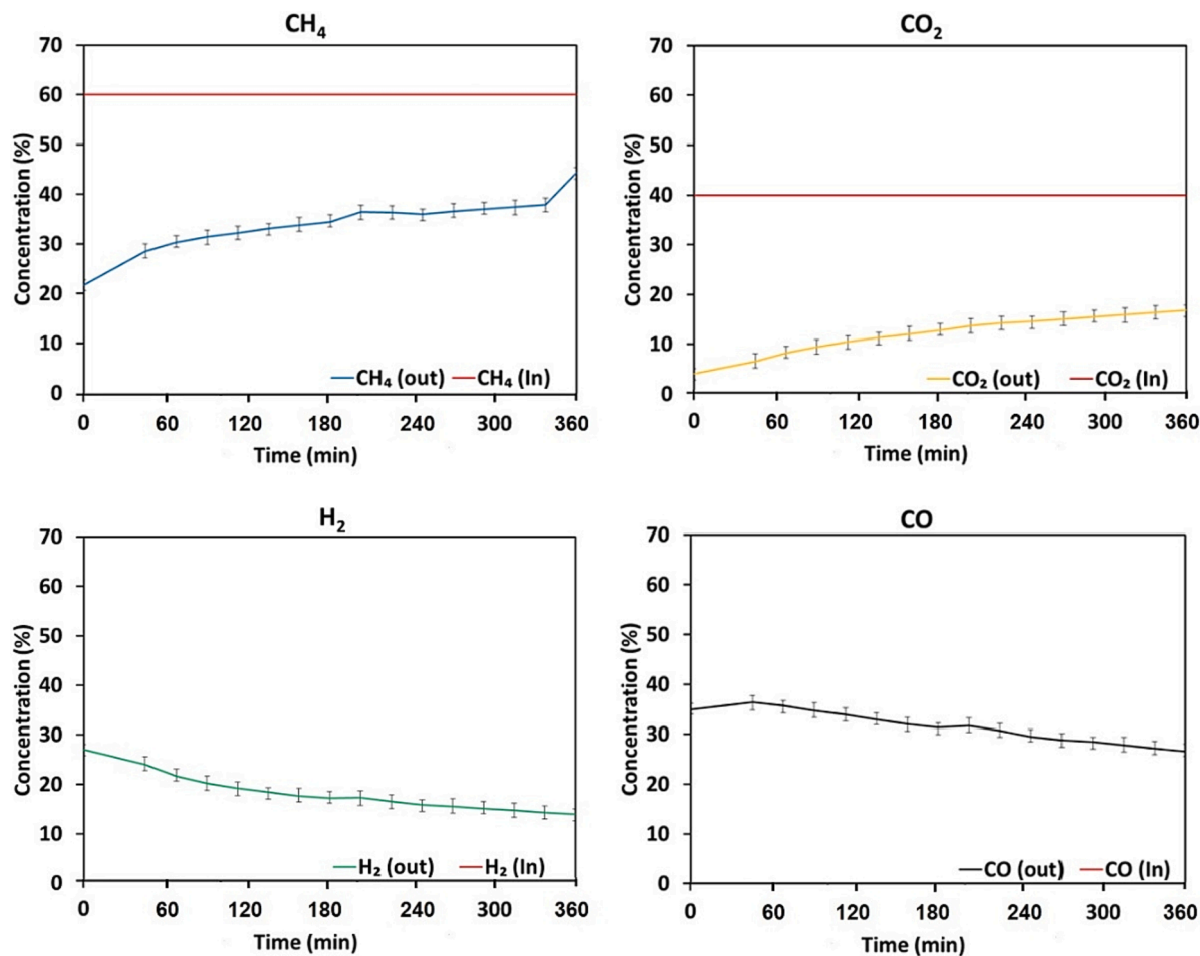 CH₄
Concentration (%)
70
60
50
40
30
20
10
0
CH₄ (out) CH₄ (In)
0 60 120 180 240 300 360
Time (min)
CO₂
Concentration (%)
70
60
50
40
30
20
10
0
CO₂ (out) CO₂ (In)
0 60 120 180 240 300 360
Time (min)
H₂
Concentration (%)
70
60
50
40
30
20
10
0
H₂ (out) H₂ (In)
0 60 120 180 240 300 360
Time (min)
CO
Concentration (%)
70
60
50
40
30
20
10
0
CO (out) CO (In)
0 60 120 180 240 300 360
Time (min)